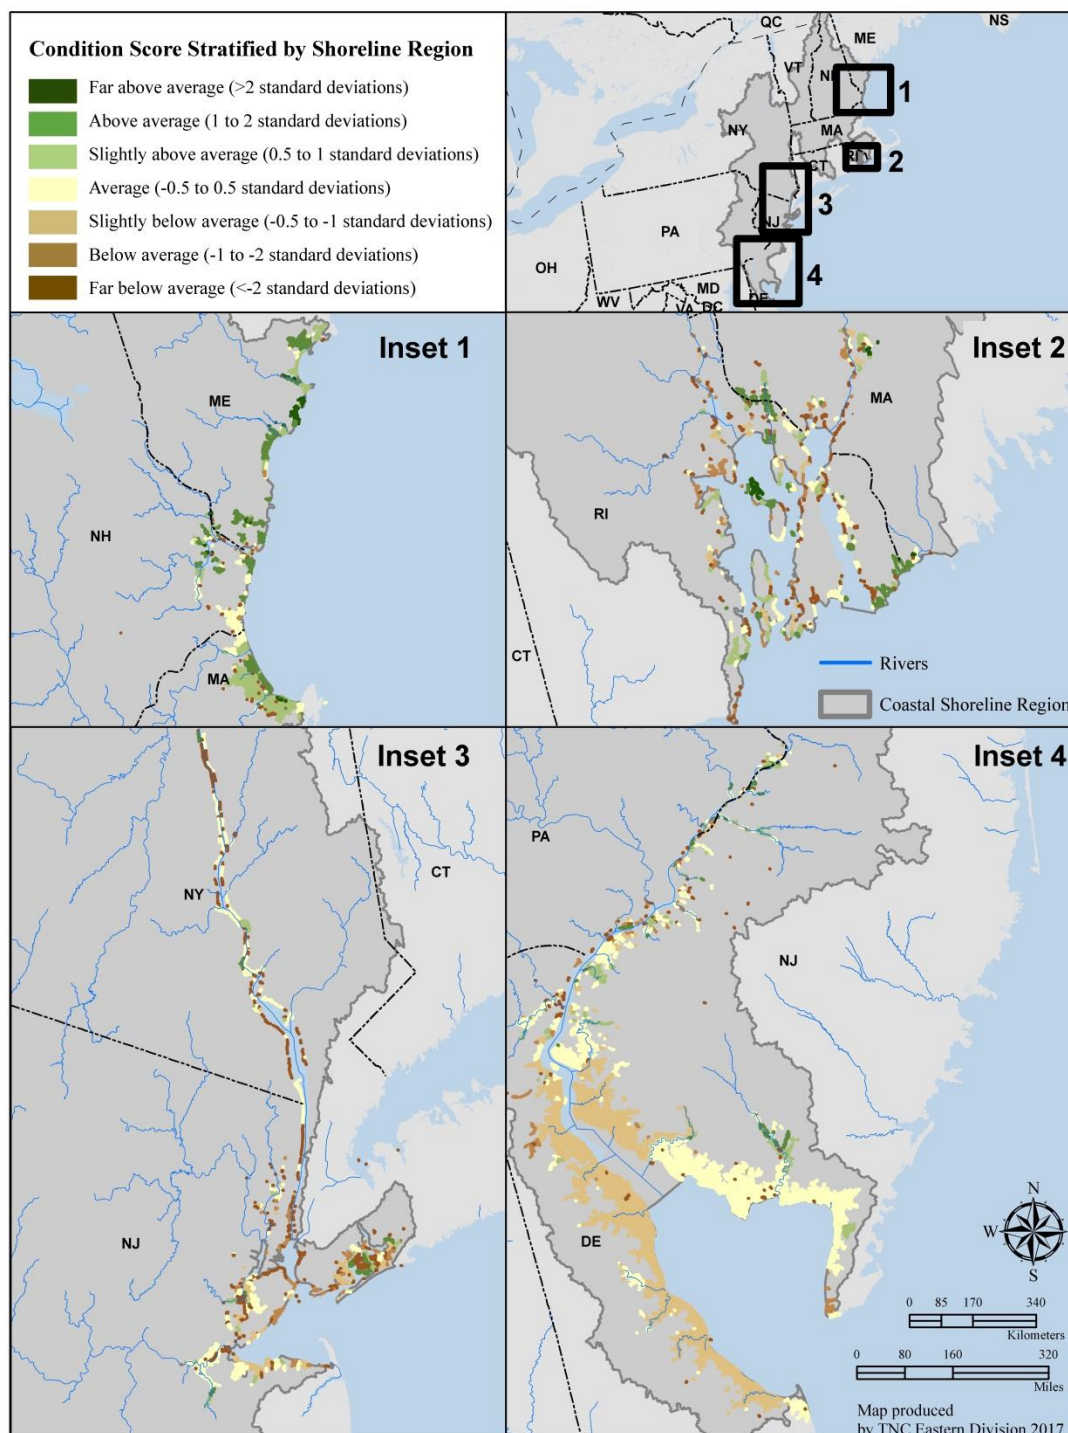 Condition Score Stratified by Shoreline Region
Far above average (>2 standard deviations)
Above average (1 to 2 standard deviations)
Slightly above average (0.5 to 1 standard deviations)
Average (-0.5 to 0.5 standard deviations)
Slightly below average (-0.5 to -1 standard deviations)
Below average (-1 to -2 standard deviations)
Far below average (<-2 standard deviations)
QC
NS
ME
VT
NH
1
NY
MA
CT
RI
2
3
NJ
PA
4
OH
MD
DE
WV
VA
DC
Inset 1
ME
NH
MA
Inset 2
MA
RI
CT
Rivers
Coastal Shoreline Region
Inset 3
CT
NY
NJ
Inset 4
PA
NJ
DE
N
W
E
S
0 85 170 340
Kilometers
0 80 160 320
Miles
Map produced
by TNC Eastern Division 2017